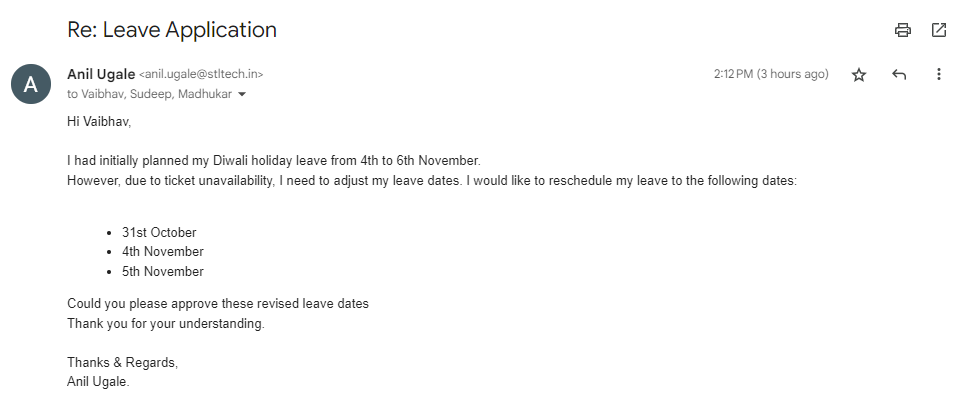 Re: Leave Application
Anil Ugale <anil.ugale@stltech.in>
2:12 PM (3 hours ago)
A
to Vaibhav, Sudeep, Madhukar
Hi Vaibhav,
I had initially planned my Diwali holiday leave from 4th to 6th November.
However, due to ticket unavailability, I need to adjust my leave dates. I would like to reschedule my leave to the following dates:
• 31st October
• 4th November
• 5th November
Could you please approve these revised leave dates
Thank you for your understanding.
Thanks & Regards,
Anil Ugale.